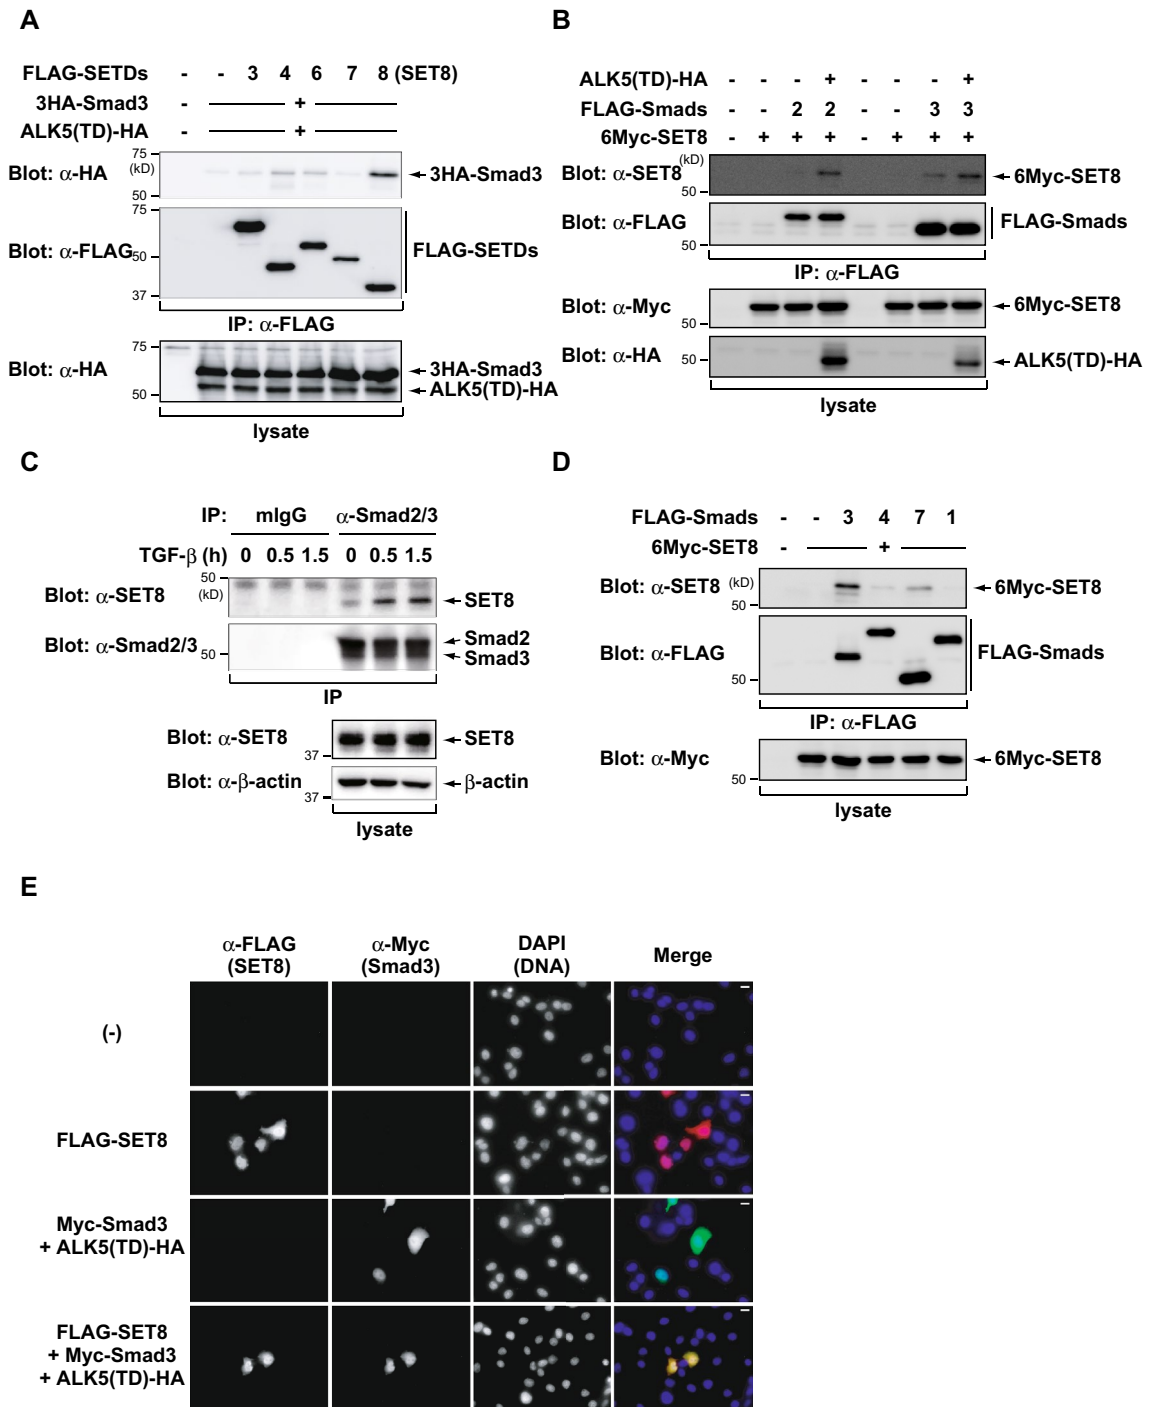 A
FLAG-SETDs - - 3 4 6 7 8 (SET8)
3HA-Smad3 - +
ALK5(TD)-HA - +
75
(kD)
Blot: α-HA
3HA-Smad3
50
75
Blot: α-FLAG
50
FLAG-SETDs
37
IP: α-FLAG
75
Blot: α-HA
3HA-Smad3
ALK5(TD)-HA
50
lysate
B
ALK5(TD)-HA - - - + - - - +
FLAG-Smads - - 2 2 - - 3 3
6Myc-SET8 - + + + - + + +
(kD)
Blot: α-SET8
6Myc-SET8
50
Blot: α-FLAG
FLAG-Smads
50
IP: α-FLAG
Blot: α-Myc
6Myc-SET8
50
Blot: α-HA
50
ALK5(TD)-HA
lysate
C
IP: mIgG α-Smad2/3
TGF-β (h) 0 0.5 1.5 0 0.5 1.5
50
(kD)
Blot: α-SET8
SET8
Blot: α-Smad2/3
Smad2
50
Smad3
IP
Blot: α-SET8
SET8
37
Blot: α-β-actin
β-actin
37
lysate
D
FLAG-Smads - - 3 4 7 1
6Myc-SET8 - +
Blot: α-SET8
(kD)
6Myc-SET8
50
Blot: α-FLAG
FLAG-Smads
50
IP: α-FLAG
Blot: α-Myc
6Myc-SET8
50
lysate
E
α-FLAG
(SET8)
α-Myc
(Smad3)
DAPI
(DNA)
Merge
(-)
FLAG-SET8
Myc-Smad3
+ ALK5(TD)-HA
FLAG-SET8
+ Myc-Smad3
+ ALK5(TD)-HA